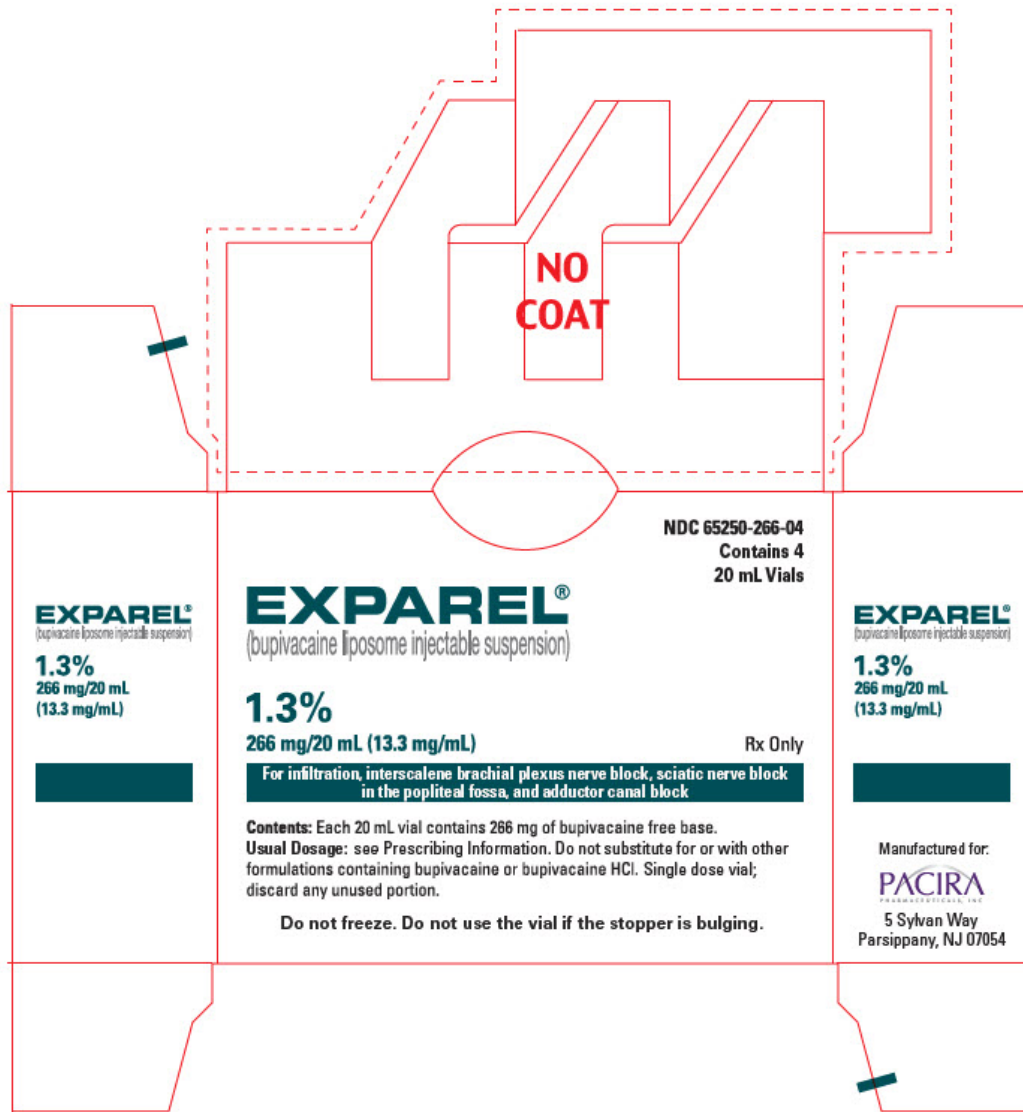 NO
COAT
NDC 65250-266-04
Contains 4
20 mL Vials
EXPAREL®
(bupivacaine liposome injectable suspension)
1.3%
266 mg/20 mL (13.3 mg/mL)
Rx Only
For infiltration, interscalene brachial plexus nerve block, sciatic nerve block
in the popliteal fossa, and adductor canal block
Contents: Each 20 mL vial contains 266 mg of bupivacaine free base.
Usual Dosage: see Prescribing Information. Do not substitute for or with other
formulations containing bupivacaine or bupivacaine HCl. Single dose vial;
discard any unused portion.
Do not freeze. Do not use the vial if the stopper is bulging.
EXPAREL®
(bupivacaine liposome injectable suspension)
1.3%
266 mg/20 mL
(13.3 mg/mL)
EXPAREL®
(bupivacaine liposome injectable suspension)
1.3%
266 mg/20 mL
(13.3 mg/mL)
Manufactured for:
PACIRA
PHARMACEUTICALS, INC
5 Sylvan Way
Parsippany, NJ 07054